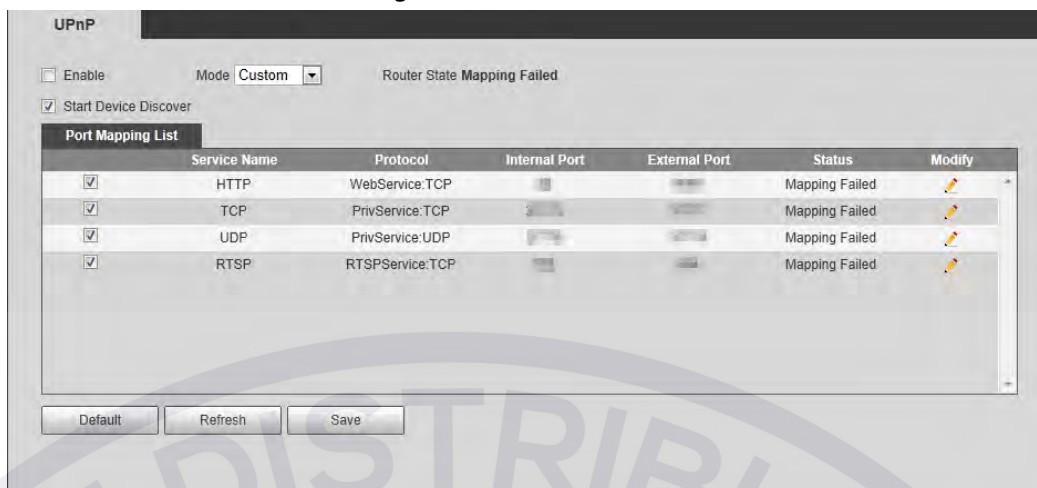 UPnP
Enable Mode Custom Router State Mapping Failed
Start Device Discover
Port Mapping List
Service Name Protocol Internal Port External Port Status Modify
HTTP WebService:TCP Mapping Failed
TCP PrivService:TCP Mapping Failed
UDP PrivService:UDP Mapping Failed
RTSP RTSPService:TCP Mapping Failed
Default Refresh Save
DISTRIB